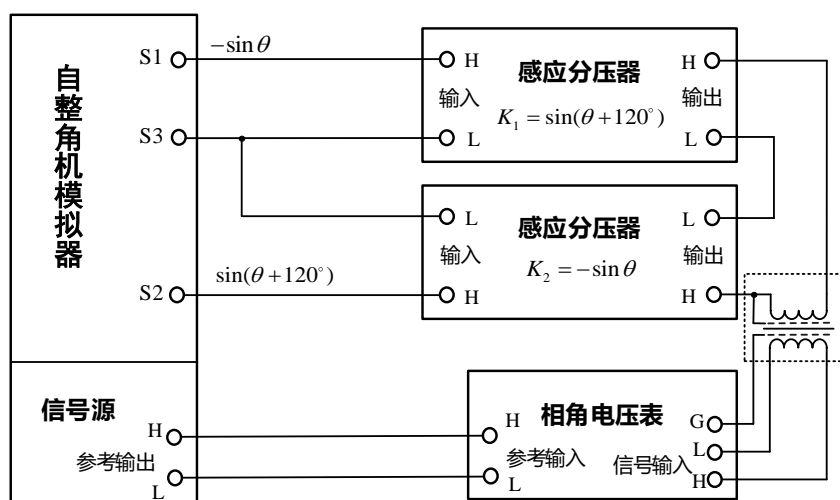 自整角机模拟器
S1
−sin θ
S3
S2
sin(θ+120°)
H
感应分压器
H
输入
K₁ = sin(θ+120°)
输出
L
L
L
感应分压器
L
输入
K₂ = −sin θ
输出
H
H
信号源
H
参考输出
L
H
相角电压表
G
参考输入
信号输入
L
L
H